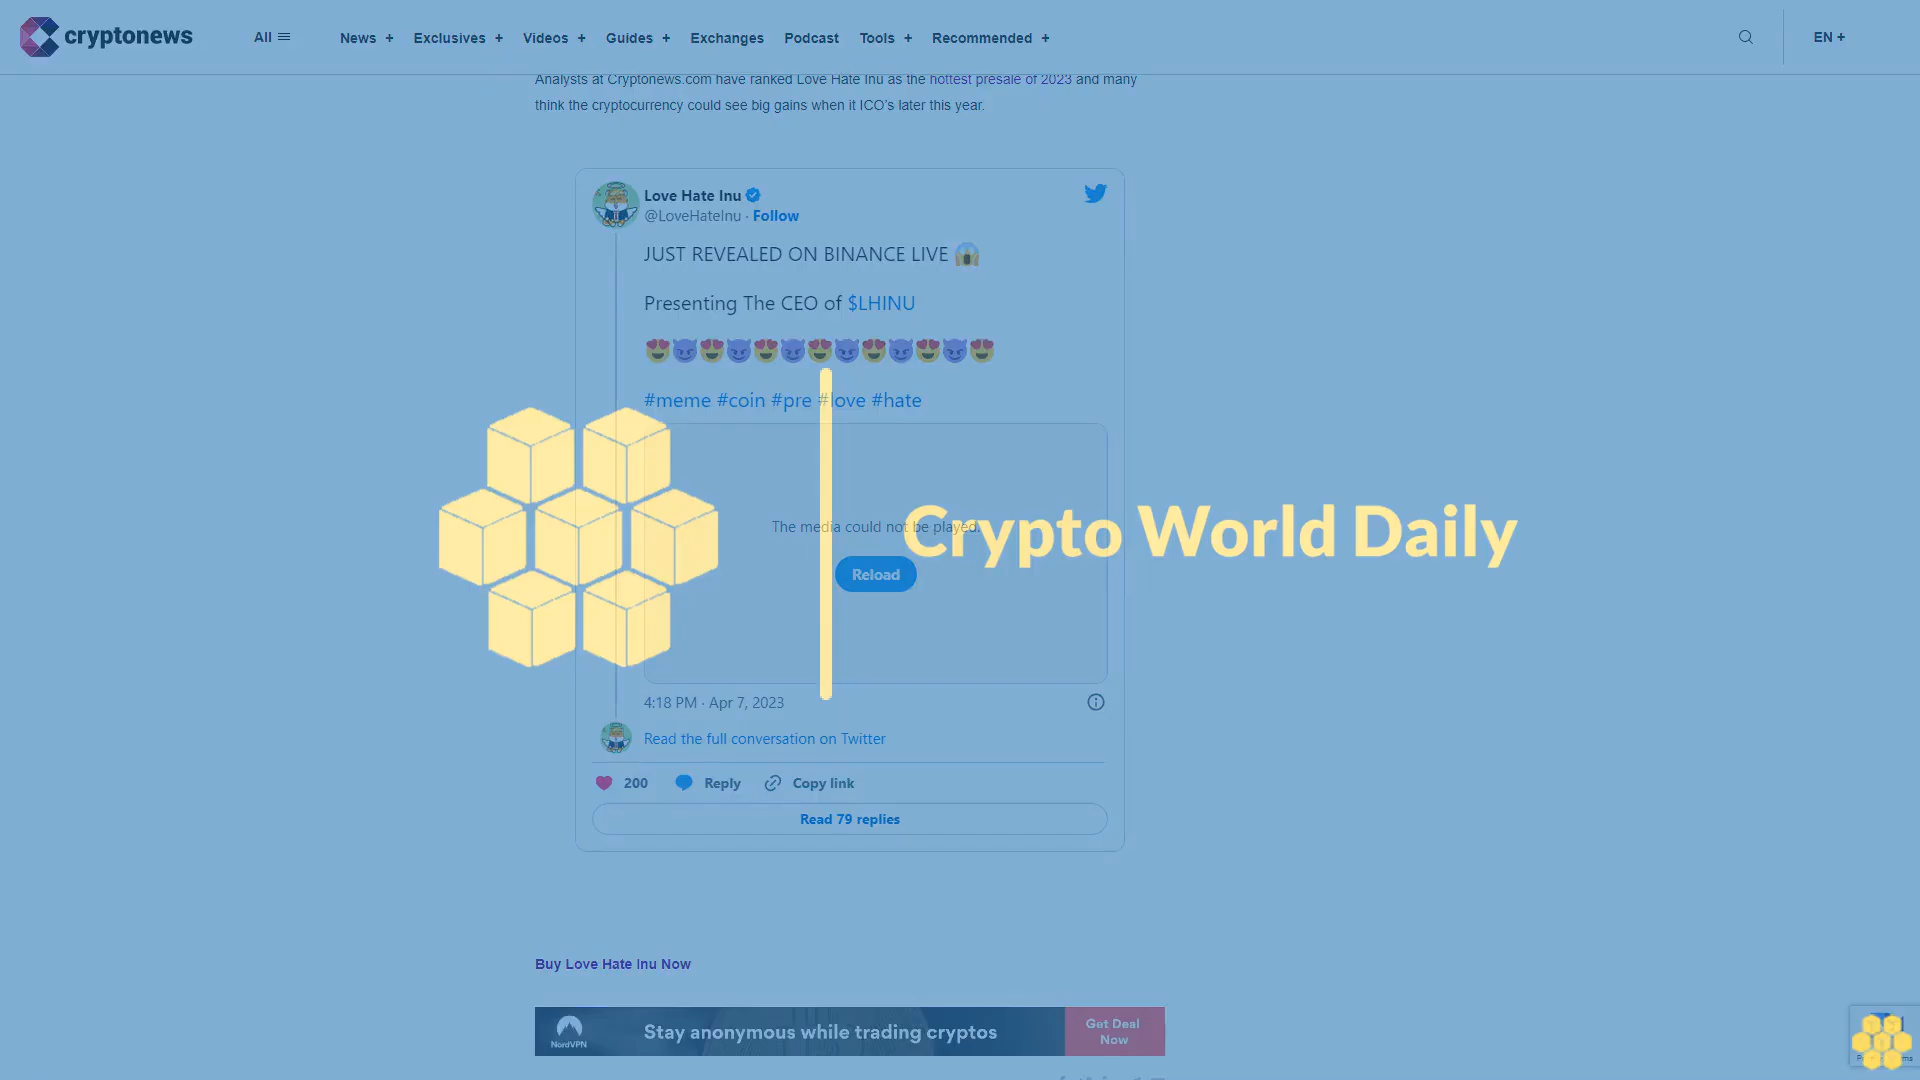 cryptonews
All
News +
Exclusives +
Videos +
Guides +
Exchanges
Podcast
Tools +
Recommended +
EN +
Analysts at Cryptonews.com have ranked Love Hate Inu as the hottest presale of 2023 and many
think the cryptocurrency could see big gains when it ICO’s later this year.
Love Hate Inu
@LoveHateInu · Follow
JUST REVEALED ON BINANCE LIVE 😱
Presenting The CEO of $LHINU
😍😈😍😈😍😈😍😈😍😈😍😈😍
#meme #coin #pre #love #hate
The media could not be played.
Reload
Crypto World Daily
4:18 PM · Apr 7, 2023
Read the full conversation on Twitter
200
Reply
Copy link
Read 79 replies
Buy Love Hate Inu Now
NordVPN
Stay anonymous while trading cryptos
Get Deal
Now